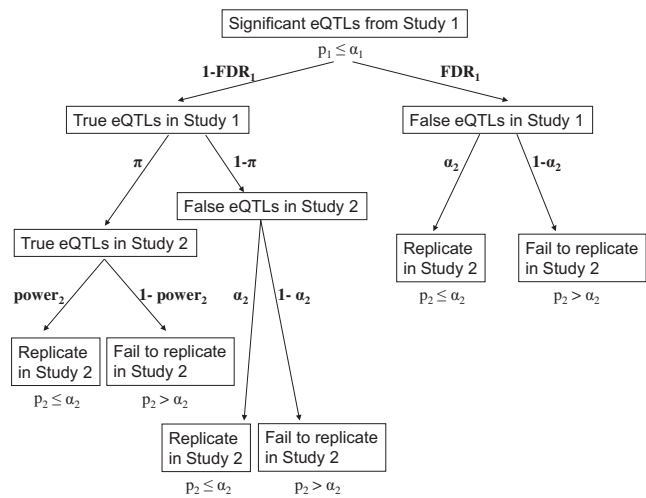 Significant eQTLs from Study 1
p₁ ≤ α₁
1-FDR₁
FDR₁
True eQTLs in Study 1
False eQTLs in Study 1
π
1-π
α₂
1-α₂
False eQTLs in Study 2
True eQTLs in Study 2
Replicate
in Study 2
Fail to replicate
in Study 2
p₂ ≤ α₂
p₂ > α₂
power₂
1- power₂
α₂
1- α₂
Replicate
in Study 2
Fail to replicate
in Study 2
p₂ ≤ α₂
p₂ > α₂
Replicate
in Study 2
Fail to replicate
in Study 2
p₂ ≤ α₂
p₂ > α₂